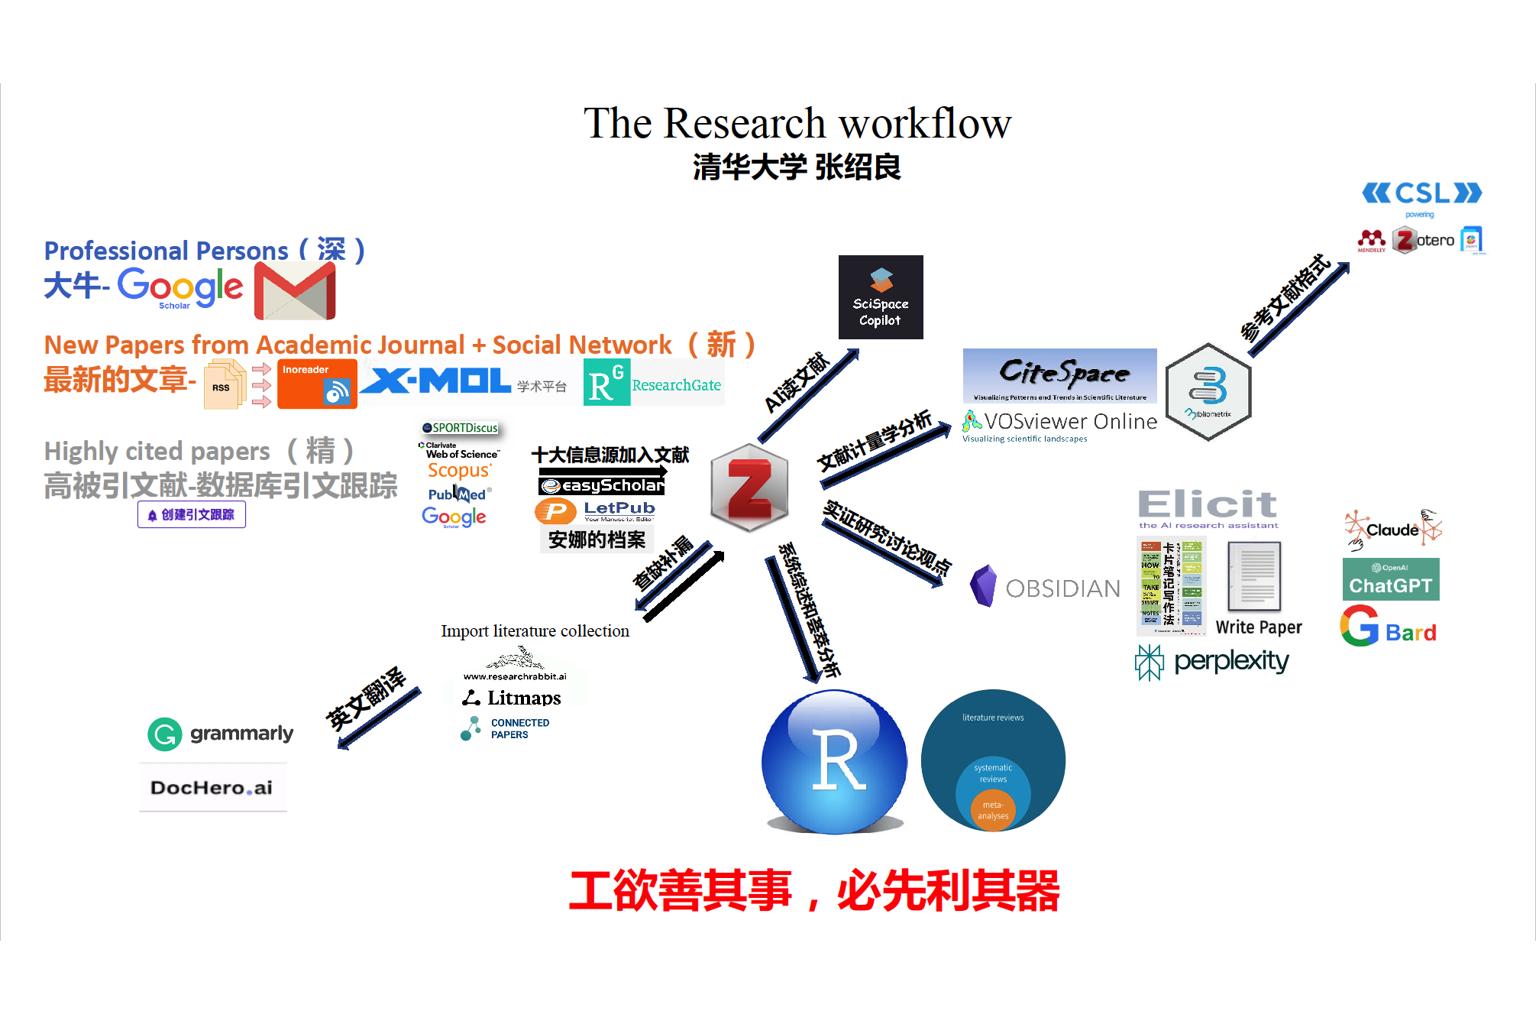 The Research workflow
清华大学 张绍良
Professional Persons（深）
大牛- Google
Scholar
New Papers from Academic Journal + Social Network （新）
最新的文章-
RSS
Inoreader
X-MOL 学术平台
RG ResearchGate
Highly cited papers （精）
高被引文献-数据库引文跟踪
创建引文跟踪
SPORTDiscus
Clarivate
Web of Science™
Scopus®
PubMed®
Google
Scholar
十大信息源加入文献
easyScholar
LetPub
Your Manuscript Editor
安娜的档案
Z
AI读文献
SciSpace
Copilot
文献计量学分析
CiteSpace
Visualizing Patterns and Trends in Scientific Literature
VOSviewer Online
Visualizing scientific landscapes
Bibliometrix
参考文献格式
CSL
powering
MENDELEY
Zotero
实证研究讨论观点
OBSIDIAN
Elicit
the AI research assistant
HOW
TO
TAKE
SMART
NOTES
卡片笔记写作法
Write Paper
perplexity
Claude
OpenAI
ChatGPT
G Bard
查缺补漏
Import literature collection
www.researchrabbit.ai
Litmaps
CONNECTED
PAPERS
英文翻译
grammarly
DocHero.ai
系统综述和荟萃分析
R
literature reviews
systematic
reviews
meta-
analyses
工欲善其事，必先利其器